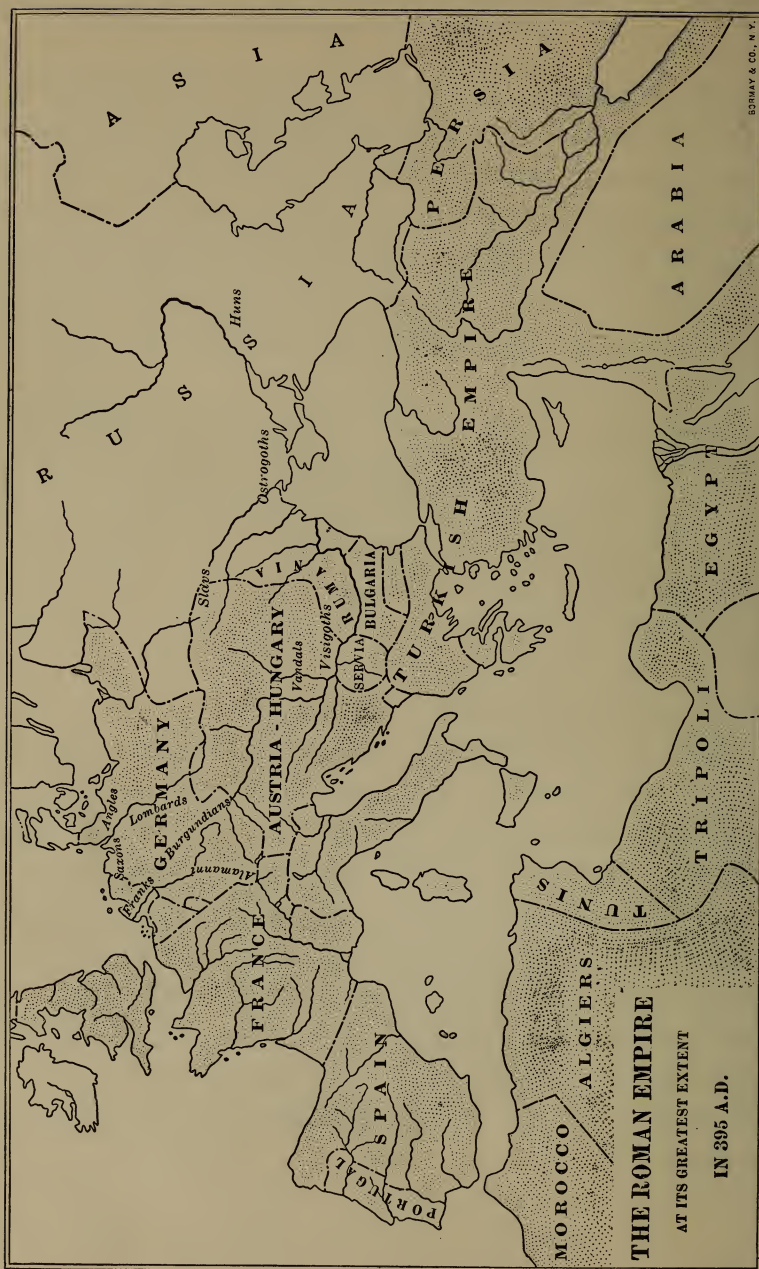 THE ROMAN EMPIRE
AT ITS GREATEST EXTENT
IN 395 A.D.
RUSSIA
ASIA
Huns
Ostrogoths
Slavs
Angles
Saxons
Franks
Lombards
Burgundians
Alamanni
GERMANY
AUSTRIA-HUNGARY
Vandals
Visigoths
RUMANIA
SERVIA
BULGARIA
FRANCE
SPAIN
PORTUGAL
TURKISH EMPIRE
PERSIA
ARABIA
EGYPT
TRIPOLI
TUNIS
ALGIERS
MOROCCO
BORMAY & CO., N.Y.